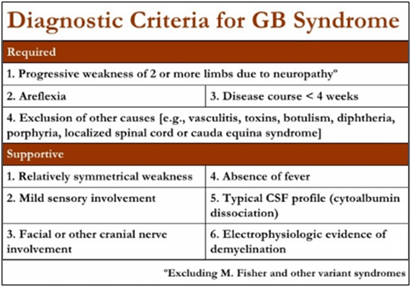 Diagnostic Criteria for GB Syndrome
Required
1. Progressive weakness of 2 or more limbs due to neuropathy°
2. Areflexia
3. Disease course < 4 weeks
4. Exclusion of other causes [e.g., vasculitis, toxins, botulism, diphtheria,
porphyria, localized spinal cord or cauda equina syndrome]
Supportive
1. Relatively symmetrical weakness
4. Absence of fever
2. Mild sensory involvement
5. Typical CSF profile (cytoalbumin
dissociation)
3. Facial or other cranial nerve
involvement
6. Electrophysiologic evidence of
demyelination
°Excluding M. Fisher and other variant syndromes